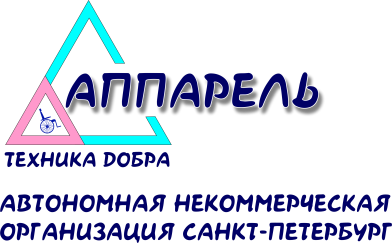 АППАРЕЛЬ
ТЕХНИКА ДОБРА
АВТОНОМНАЯ НЕКОММЕРЧЕСКАЯ
ОРГАНИЗАЦИЯ САНКТ-ПЕТЕРБУРГ